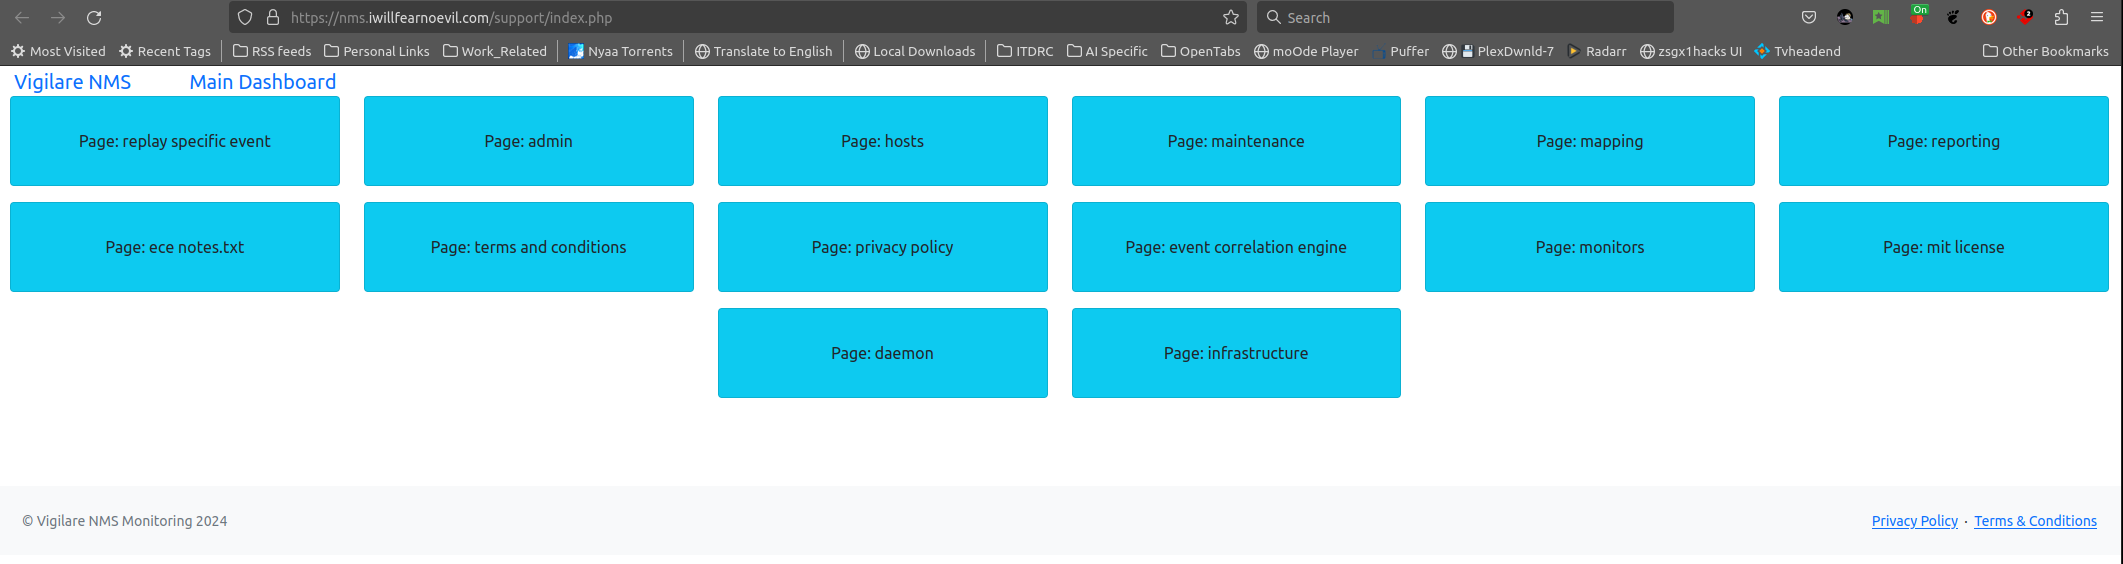 https://nms.iwillfearnoevil.com/support/index.php Search On 2
Most Visited Recent Tags RSS feeds Personal Links Work_Related Nyaa Torrents Translate to English Local Downloads ITDRC AI Specific OpenTabs moOde Player Puffer PlexDwnld-7 Radarr zsgx1hacks UI Tvheadend Other Bookmarks
Vigilare NMS Main Dashboard
Page: replay specific event Page: admin Page: hosts Page: maintenance Page: mapping Page: reporting
Page: ece notes.txt Page: terms and conditions Page: privacy policy Page: event correlation engine Page: monitors Page: mit license
Page: daemon Page: infrastructure
© Vigilare NMS Monitoring 2024 Privacy Policy · Terms & Conditions